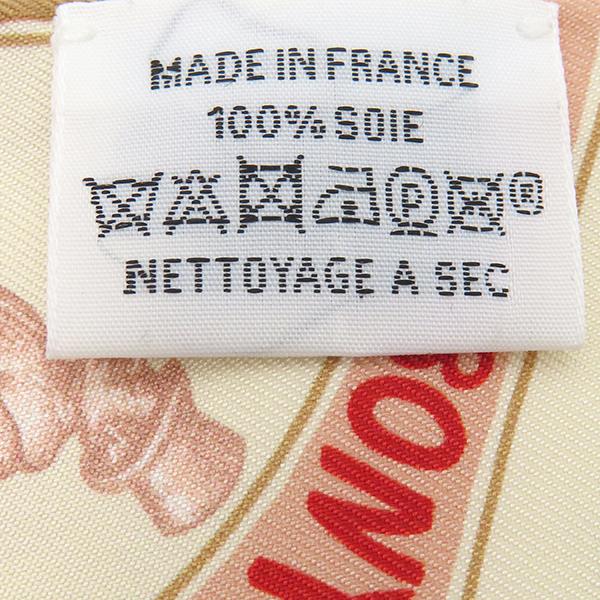 MADE IN FRANCE
100% SOIE
P ®
NETTOYAGE A SEC